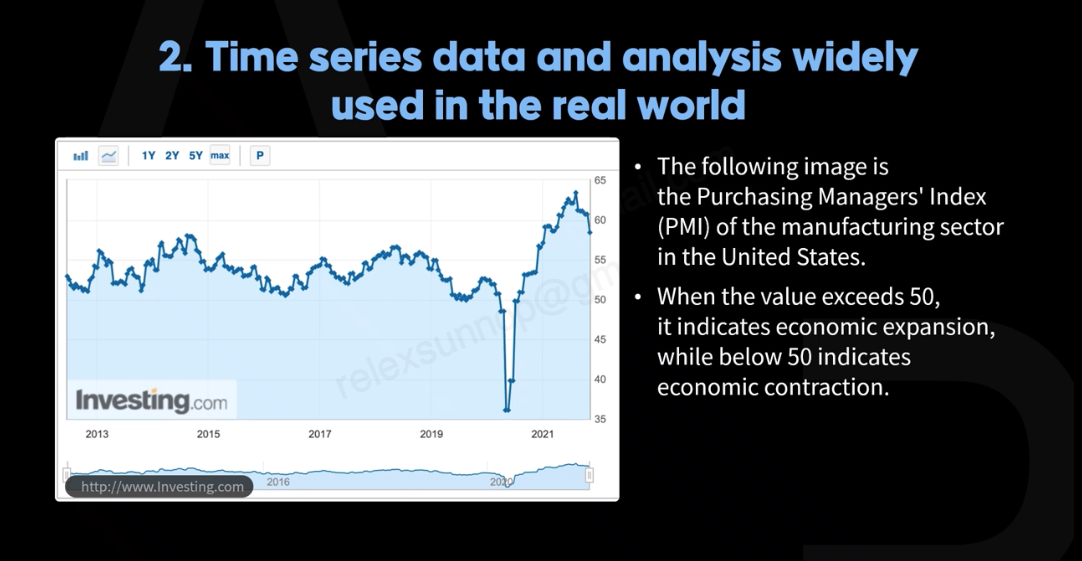 2. Time series data and analysis widely
used in the real world
1Y 2Y 5Y max P
65
60
55
50
45
40
35
Investing.com
2013 2015 2017 2019 2021
2016 2020
http://www.Investing.com
• The following image is
the Purchasing Managers' Index
(PMI) of the manufacturing sector
in the United States.
• When the value exceeds 50,
it indicates economic expansion,
while below 50 indicates
economic contraction.